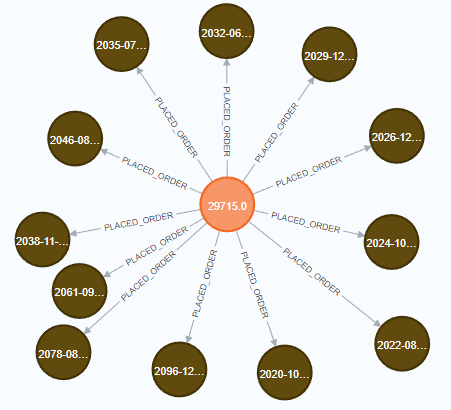 2032-06...
2035-07...
2029-12...
PLACED_ORDER
PLACED_ORDER
PLACED_ORDER
2026-12...
2046-08...
PLACED_ORDER
PLACED_ORDER
29715.0
PLACED_ORDER
PLACED_ORDER
2038-11-...
2024-10...
PLACED_ORDER
PLACED_ORDER
PLACED_ORDER
2061-09...
PLACED_ORDER
PLACED_ORDER
2022-08...
2078-08...
2096-12...
2020-10...